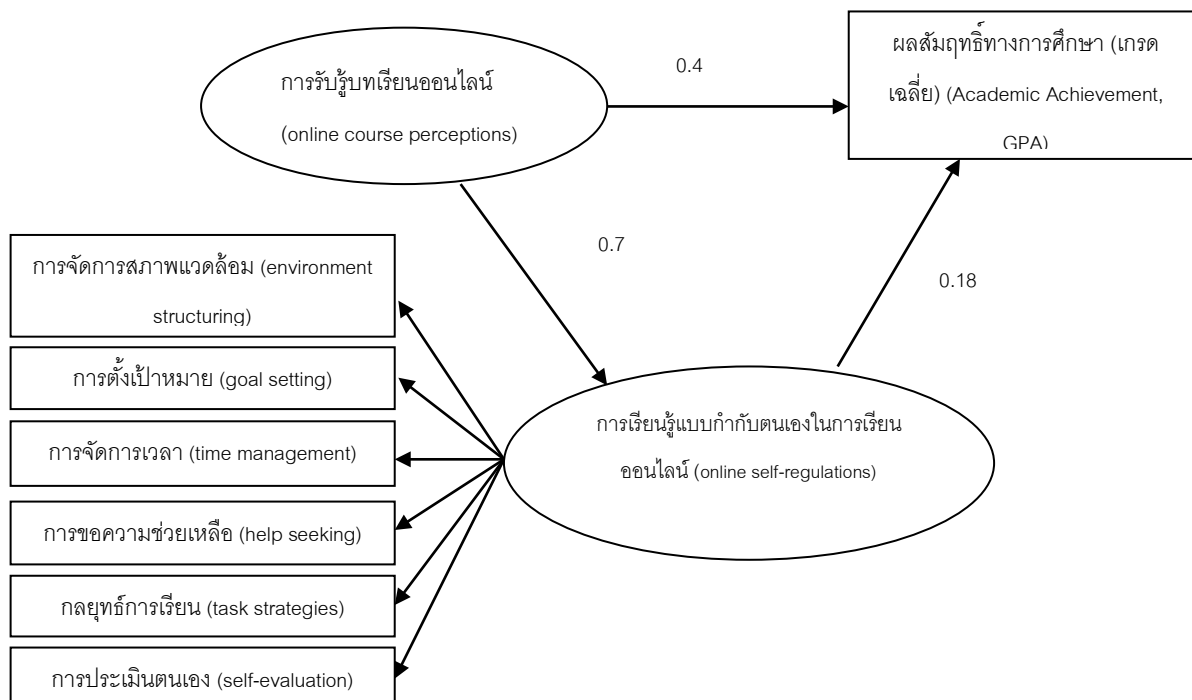 การรับรู้บทเรียนออนไลน์
(online course perceptions)
0.4
ผลสัมฤทธิ์ทางการศึกษา (เกรด
เฉลี่ย) (Academic Achievement,
GPA)
0.7
0.18
การจัดการสภาพแวดล้อม (environment
structuring)
การตั้งเป้าหมาย (goal setting)
การจัดการเวลา (time management)
การขอความช่วยเหลือ (help seeking)
กลยุทธ์การเรียน (task strategies)
การประเมินตนเอง (self-evaluation)
การเรียนรู้แบบกำกับตนเองในการเรียน
ออนไลน์ (online self-regulations)